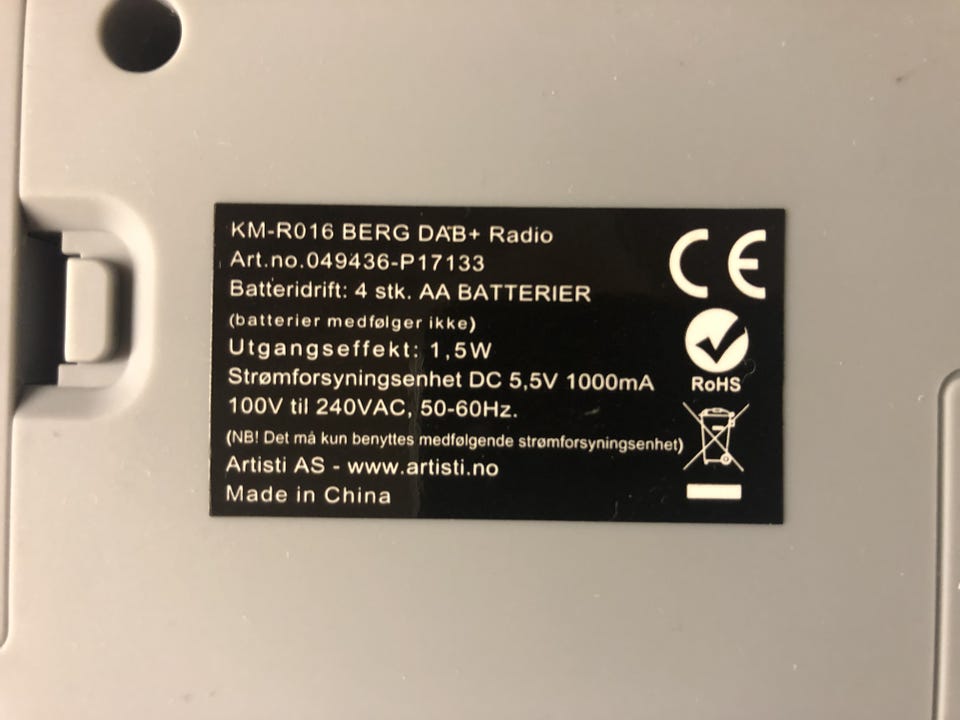 KM-R016 BERG DAB+ Radio
Art.no.049436-P17133
Batteridrift: 4 stk. AA BATTERIER
(batterier medfølger ikke)
Utgangseffekt: 1,5W
Strømforsyningsenhet DC 5,5V 1000mA
100V til 240VAC, 50-60Hz.
(NB! Det må kun benyttes medfølgende strømforsyningsenhet)
Artisti AS - www.artisti.no
Made in China
CE
RoHS